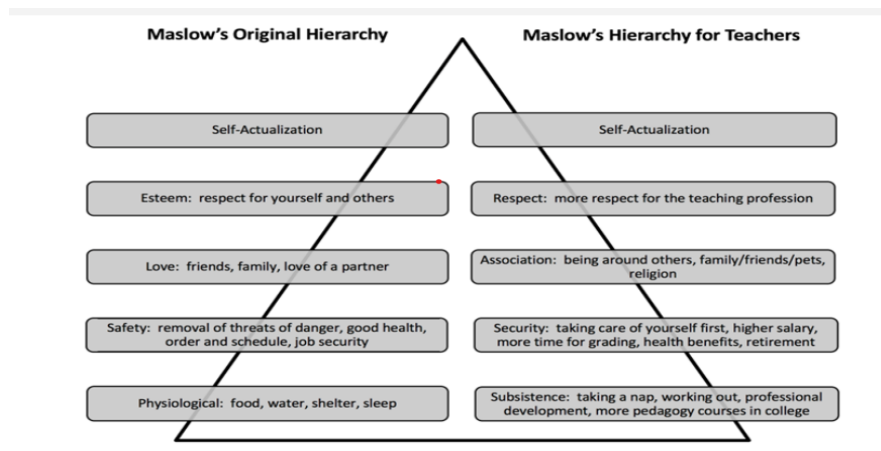 Maslow's Original Hierarchy
Maslow's Hierarchy for Teachers
Self-Actualization
Self-Actualization
Esteem: respect for yourself and others
Respect: more respect for the teaching profession
Love: friends, family, love of a partner
Association: being around others, family/friends/pets,
religion
Safety: removal of threats of danger, good health,
order and schedule, job security
Security: taking care of yourself first, higher salary,
more time for grading, health benefits, retirement
Physiological: food, water, shelter, sleep
Subsistence: taking a nap, working out, professional
development, more pedagogy courses in college